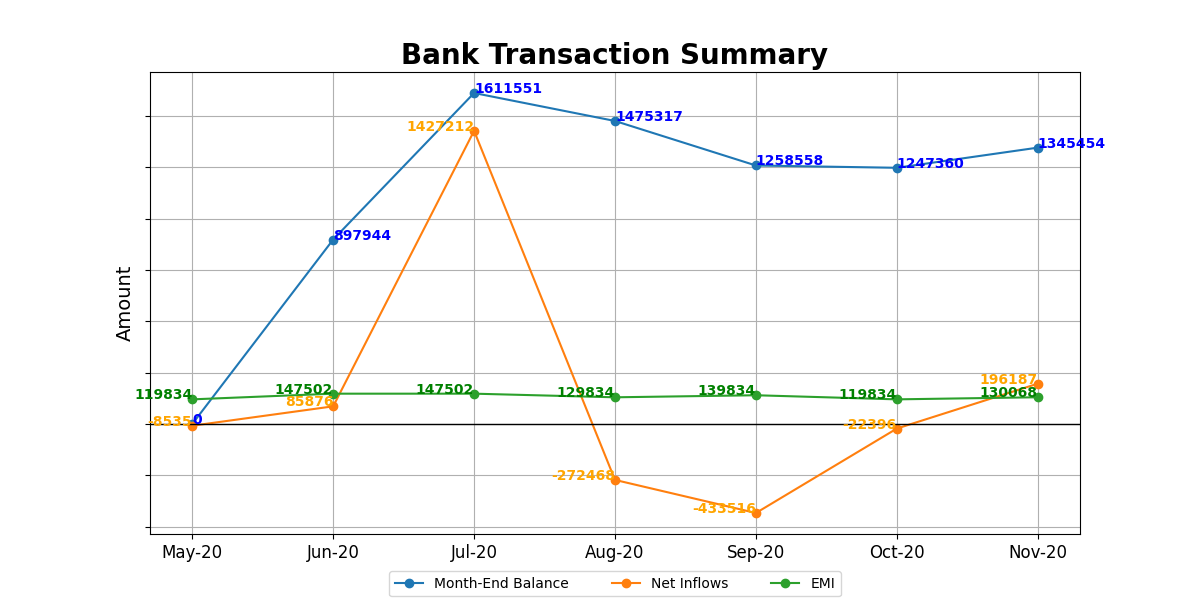 Bank Transaction Summary
Amount
1611551
1475317
1258558
1247360
1345454
1427212
897944
119834
147502
147502
129834
139834
119834
130068
196187
85876
-8535
0
-22396
-272468
-433516
May-20
Jun-20
Jul-20
Aug-20
Sep-20
Oct-20
Nov-20
Month-End Balance
Net Inflows
EMI